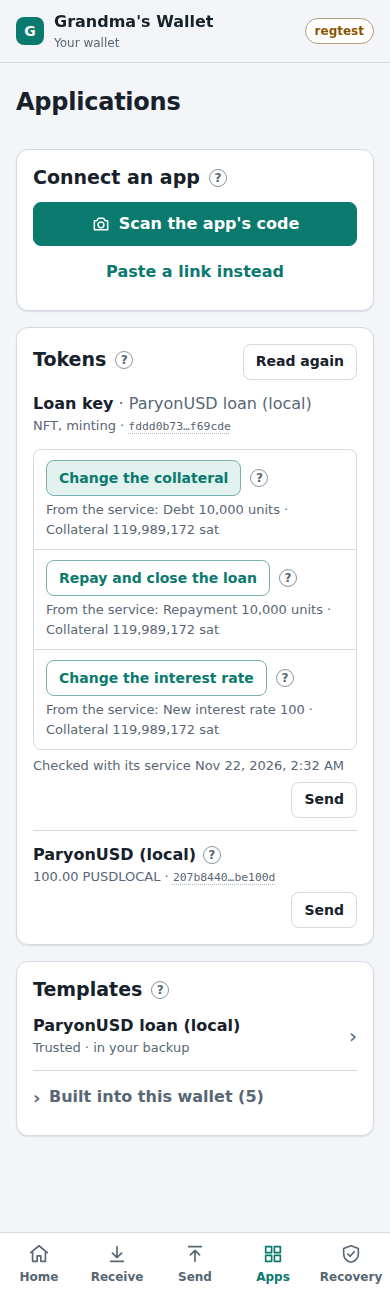 G
Grandma's Wallet
Your wallet
regtest
Applications
Connect an app ?
Scan the app's code
Paste a link instead
Tokens ?
Read again
Loan key · ParyonUSD loan (local)
NFT, minting · fddd0b73…f69cde
Change the collateral ?
From the service: Debt 10,000 units ·
Collateral 119,989,172 sat
Repay and close the loan ?
From the service: Repayment 10,000 units ·
Collateral 119,989,172 sat
Change the interest rate ?
From the service: New interest rate 100 ·
Collateral 119,989,172 sat
Checked with its service Nov 22, 2026, 2:32 AM
Send
ParyonUSD (local) ?
100.00 PUSDLOCAL · 207b8440…be100d
Send
Templates ?
ParyonUSD loan (local)
Trusted · in your backup
›
› Built into this wallet (5)
Home
Receive
Send
Apps
Recovery